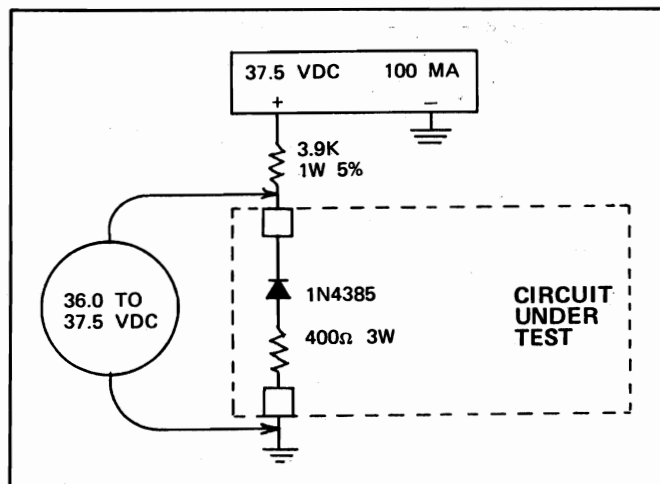 37.5 VDC 100 MA
+ −
3.9K
1W 5%
36.0 TO
37.5 VDC
1N4385
400Ω 3W
CIRCUIT
UNDER
TEST